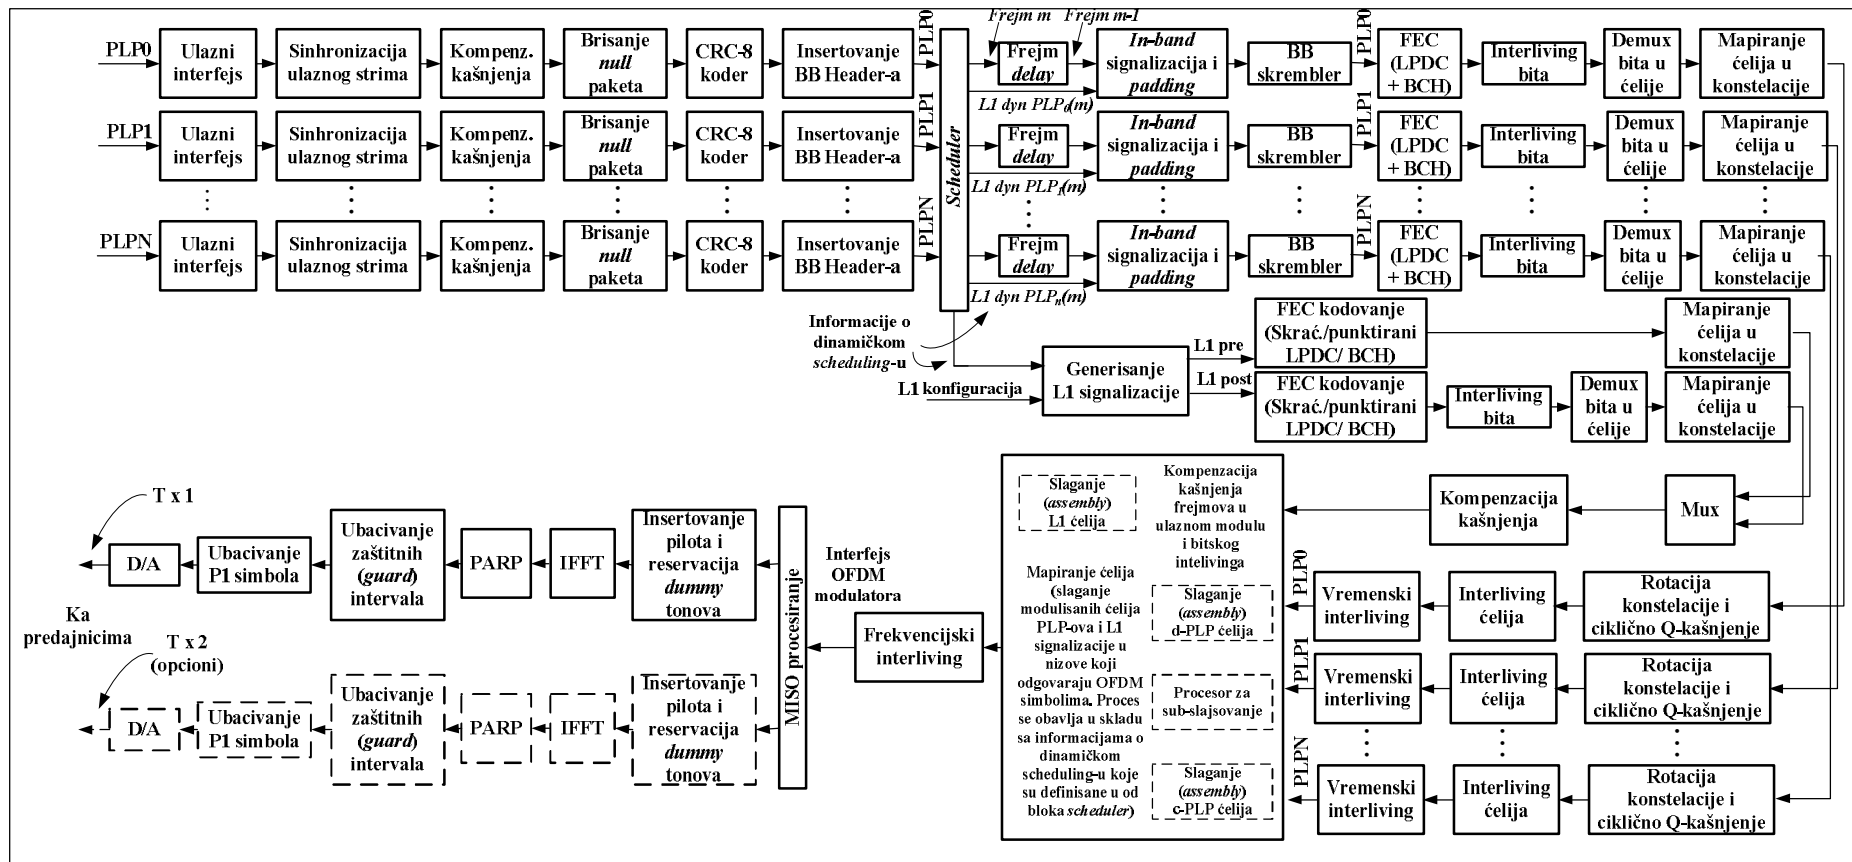 PLP0
Ulazni
interfejs
Sinhronizacija
ulaznog strima
Kompenz.
kašnjenja
Brisanje
null
paketa
CRC-8
koder
Insertovanje
BB Header-a
PLP0
Scheduler
Frejm m
Frejm m-1
Frejm
delay
L1 dyn PLP0(m)
In-band
signalizacija i
padding
BB
skrembler
PLP0
FEC
(LPDC
+ BCH)
Interliving
bita
Demux
bita u
ćelije
Mapiranje
ćelija u
konstelacije
PLP1
Ulazni
interfejs
Sinhronizacija
ulaznog strima
Kompenz.
kašnjenja
Brisanje
null
paketa
CRC-8
koder
Insertovanje
BB Header-a
PLP1
Frejm
delay
L1 dyn PLP1(m)
In-band
signalizacija i
padding
BB
skrembler
PLP1
FEC
(LPDC
+ BCH)
Interliving
bita
Demux
bita u
ćelije
Mapiranje
ćelija u
konstelacije
PLPN
Ulazni
interfejs
Sinhronizacija
ulaznog strima
Kompenz.
kašnjenja
Brisanje
null
paketa
CRC-8
koder
Insertovanje
BB Header-a
PLPN
Frejm
delay
L1 dyn PLPn(m)
In-band
signalizacija i
padding
BB
skrembler
PLPN
FEC
(LPDC
+ BCH)
Interliving
bita
Demux
bita u
ćelije
Mapiranje
ćelija u
konstelacije
Informacije o
dinamičkom
scheduling-u
L1 konfiguracija
Generisanje
L1 signalizacije
L1 pre
FEC kodovanje
(Skrać./punktirani
LPDC/ BCH)
Mapiranje
ćelija u
konstelacije
L1 post
FEC kodovanje
(Skrać./punktirani
LPDC/ BCH)
Interliving
bita
Demux
bita u
ćelije
Mapiranje
ćelija u
konstelacije
Mux
Kompenzacija
kašnjenja
Slaganje
(assembly)
L1 ćelija
Kompenzacija
kašnjenja
frejmova u
ulaznom modulu
i bitskog
intelivinga
Mapiranje ćelija
(slaganje
modulisanih ćelija
PLP-ova i L1
signalizacije u
nizove koji
odgovaraju OFDM
simbolima. Proces
se obavlja u skladu
sa informacijama o
dinamičkom
scheduling-u koje
su definisane u od
bloka scheduler)
Slaganje
(assembly)
d-PLP ćelija
Procesor za
sub-slajsovanje
Slaganje
(assembly)
c-PLP ćelija
PLP0
Vremenski
interliving
Interliving
ćelija
Rotacija
konstelacije i
ciklično Q-kašnjenje
PLP1
Vremenski
interliving
Interliving
ćelija
Rotacija
konstelacije i
ciklično Q-kašnjenje
PLPN
Vremenski
interliving
Interliving
ćelija
Rotacija
konstelacije i
ciklično Q-kašnjenje
Frekvencijski
interliving
Interfejs
OFDM
modulatora
MISO procesiranje
Insertovanje
pilota i
reservacija
dummy
tonova
IFFT
PARP
Ubacivanje
zaštitnih
(guard)
intervala
Ubacivanje
P1 simbola
D/A
T x 1
Ka
predajnicima
T x 2
(opcioni)
Insertovanje
pilota i
reservacija
dummy
tonova
IFFT
PARP
Ubacivanje
zaštitnih
(guard)
intervala
Ubacivanje
P1 simbola
D/A